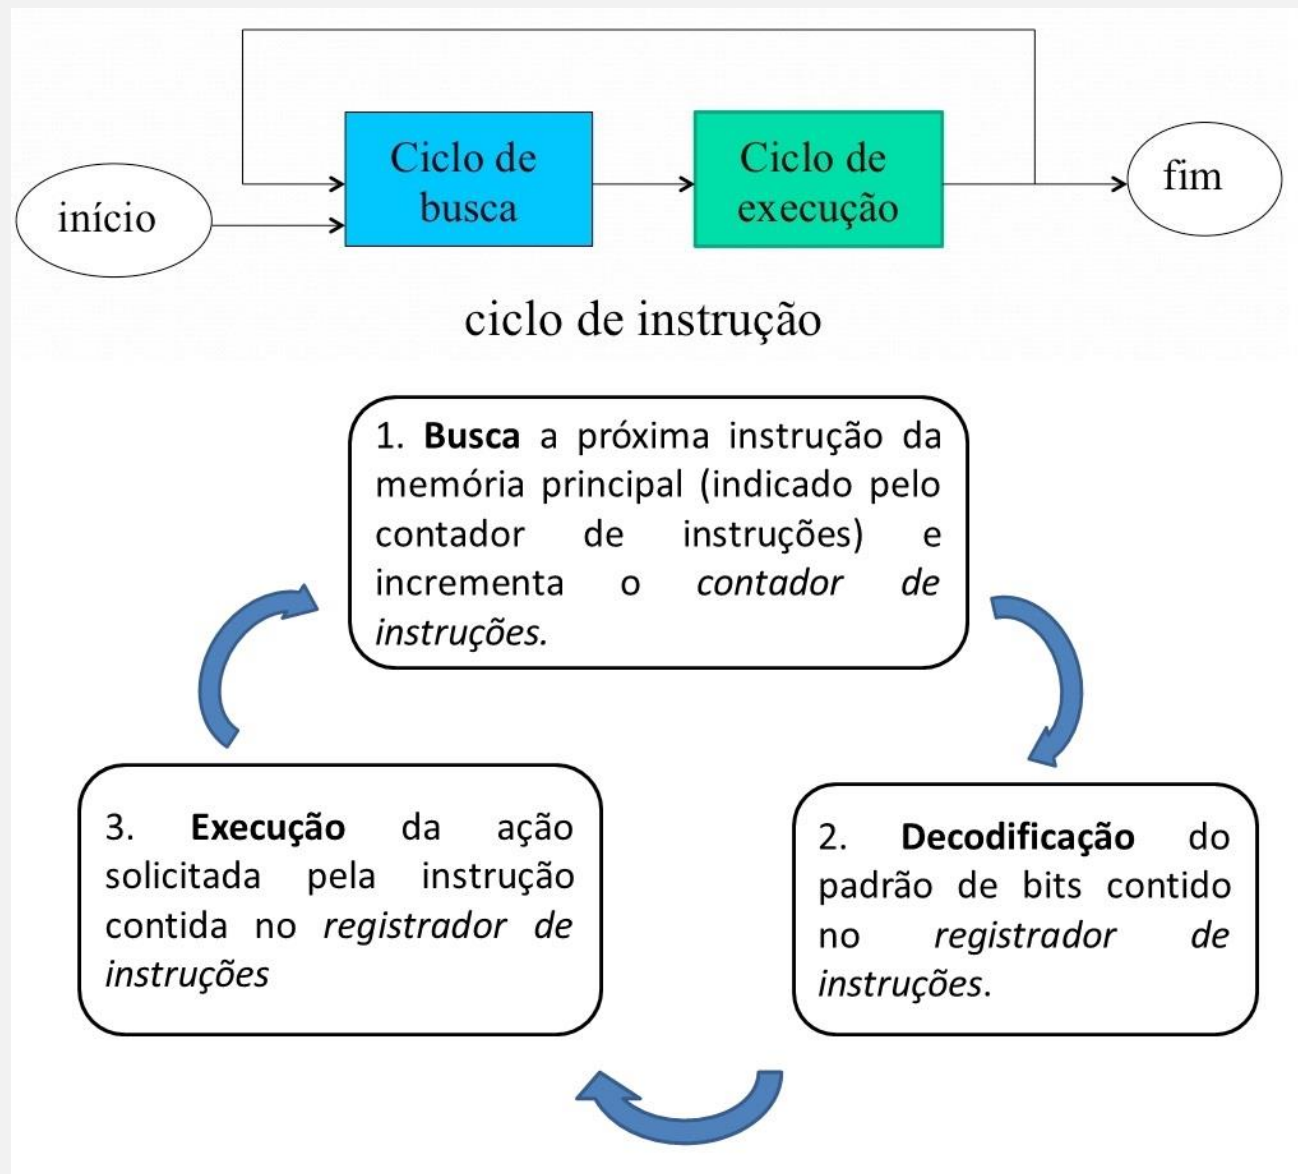 início
Ciclo de
busca
Ciclo de
execução
fim
ciclo de instrução
1. Busca a próxima instrução da
memória principal (indicado pelo
contador de instruções) e
incrementa o contador de
instruções.
3. Execução da ação
solicitada pela instrução
contida no registrador de
instruções
2. Decodificação do
padrão de bits contido
no registrador de
instruções.